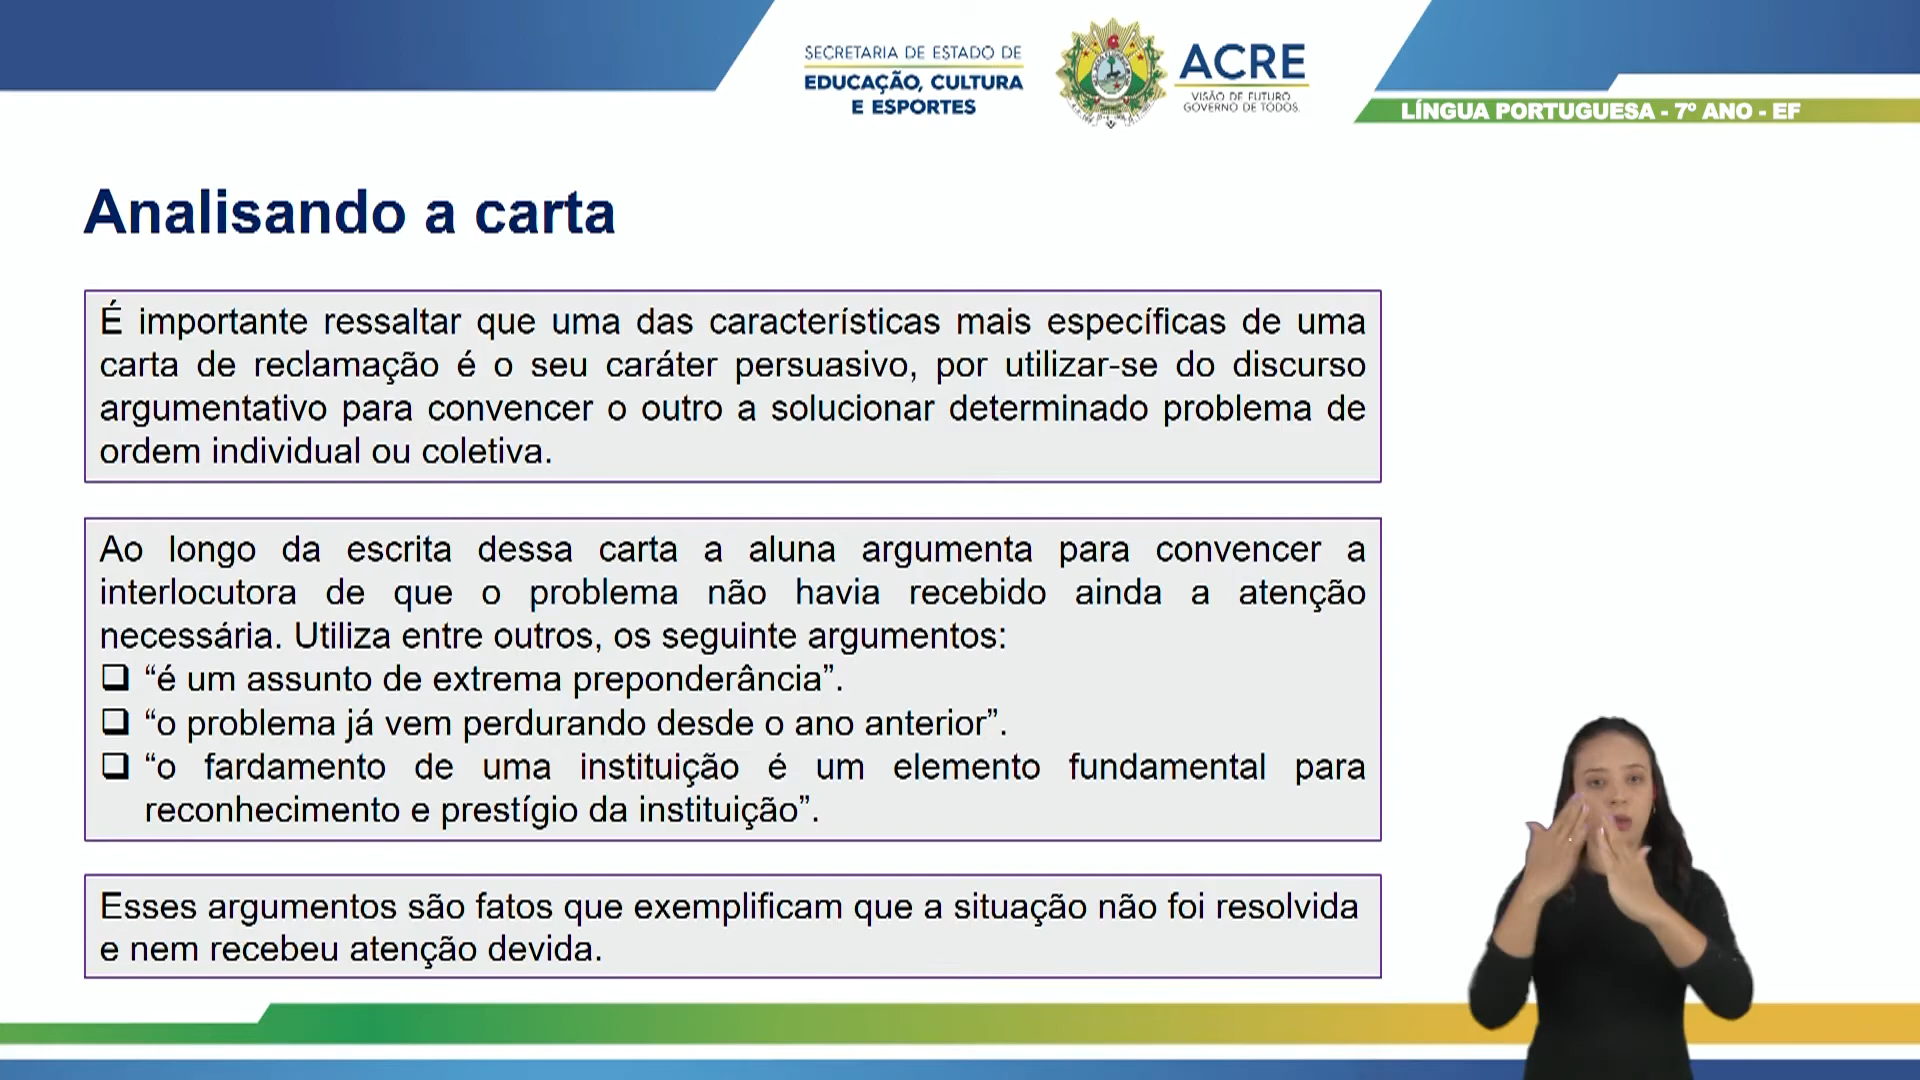 SECRETARIA DE ESTADO DE
EDUCAÇÃO, CULTURA
E ESPORTES
ACRE
VISÃO DE FUTURO
GOVERNO DE TODOS.
LÍNGUA PORTUGUESA - 7º ANO - EF
Analisando a carta
É importante ressaltar que uma das características mais específicas de uma
carta de reclamação é o seu caráter persuasivo, por utilizar-se do discurso
argumentativo para convencer o outro a solucionar determinado problema de
ordem individual ou coletiva.
Ao longo da escrita dessa carta a aluna argumenta para convencer a
interlocutora de que o problema não havia recebido ainda a atenção
necessária. Utiliza entre outros, os seguinte argumentos:
❑ “é um assunto de extrema preponderância”.
❑ “o problema já vem perdurando desde o ano anterior”.
❑ “o fardamento de uma instituição é um elemento fundamental para
reconhecimento e prestígio da instituição”.
Esses argumentos são fatos que exemplificam que a situação não foi resolvida
e nem recebeu atenção devida.